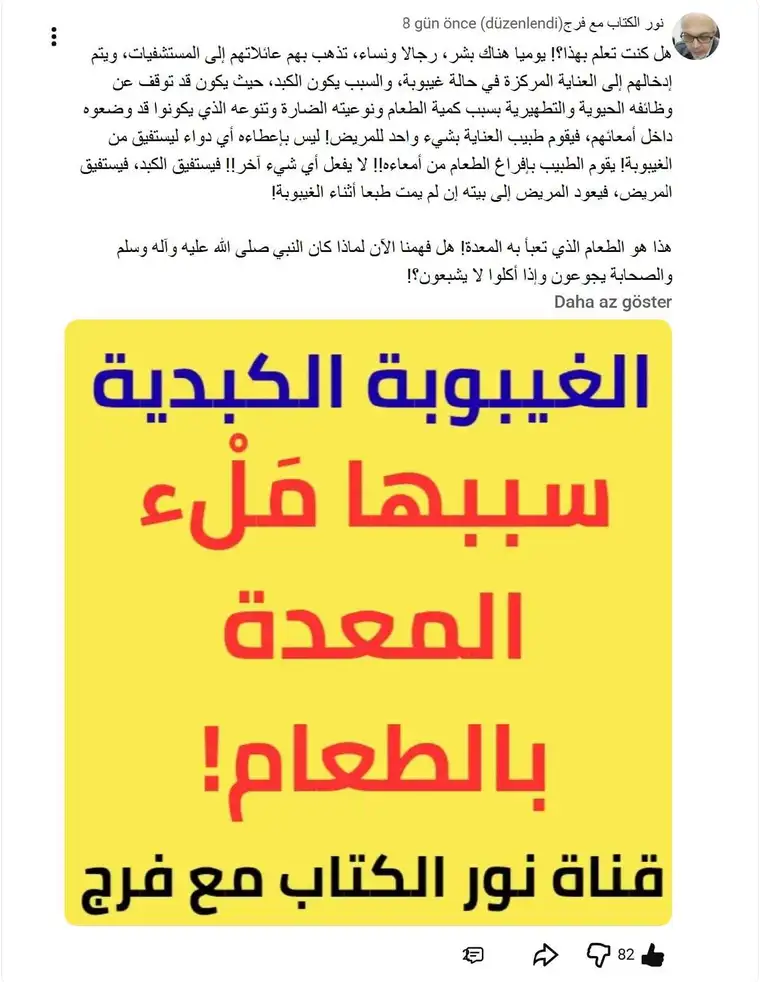 نور الكتاب مع فرج 8 gün önce (düzenlendi)
هل كنت تعلم بهذا؟! يوميا هناك بشر، رجالا ونساء، تذهب بهم عائلاتهم إلى المستشفيات، ويتم
إدخالهم إلى العناية المركزة في حالة غيبوبة، والسبب يكون الكبد، حيث يكون قد توقف عن
وظائفه الحيوية والتطهيرية بسبب كمية الطعام ونوعيته الضارة وتنوعه الذي يكونوا قد وضعوه
داخل أمعائهم، فيقوم طبيب العناية بشيء واحد للمريض! ليس بإعطاءه أي دواء ليستفيق من
الغيبوبة! يقوم الطبيب بإفراغ الطعام من أمعاءه!! لا يفعل أي شيء آخر!! فيستفيق الكبد، فيستفيق
المريض، فيعود المريض إلى بيته إن لم يمت طبعا أثناء الغيبوبة!
هذا هو الطعام الذي تعبأ به المعدة! هل فهمنا الآن لماذا كان النبي صلى الله عليه وآله وسلم
والصحابة يجوعون وإذا أكلوا لا يشبعون؟!
Daha az göster
الغيبوبة الكبدية
سببها مَلْء
المعدة
بالطعام!
قناة نور الكتاب مع فرج
82